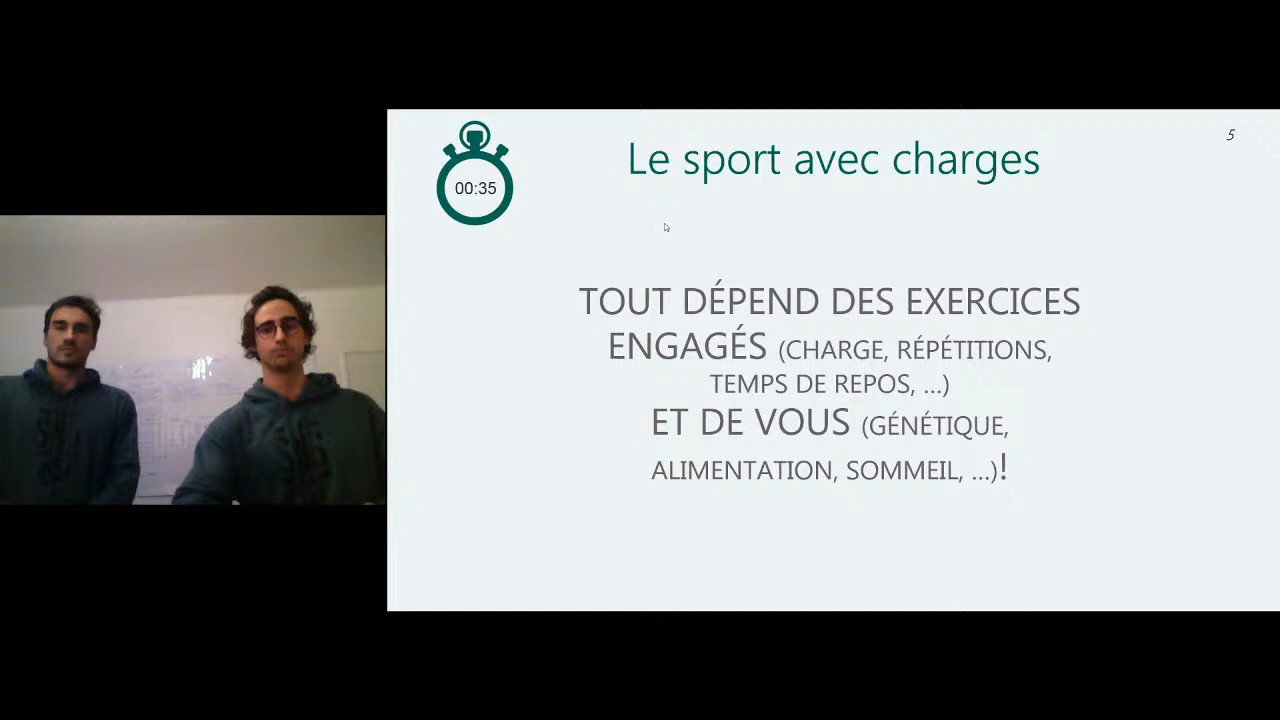 00:35
Le sport avec charges
5
TOUT DÉPEND DES EXERCICES
ENGAGÉS (CHARGE, RÉPÉTITIONS,
TEMPS DE REPOS, ...)
ET DE VOUS (GÉNÉTIQUE,
ALIMENTATION, SOMMEIL, ...)!